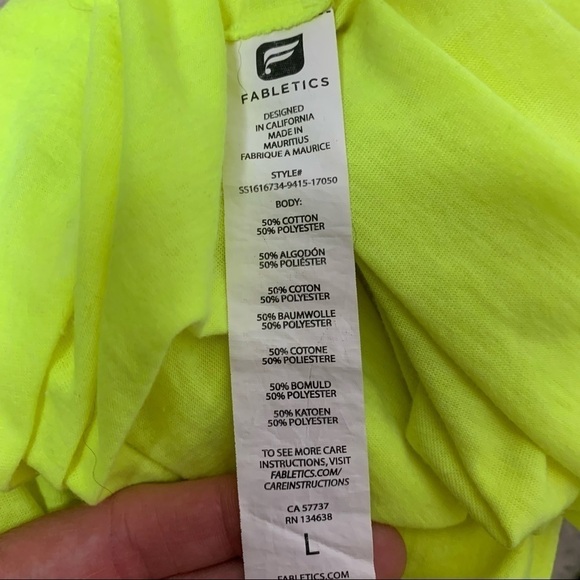 FABLETICS
DESIGNED
IN CALIFORNIA
MADE IN
MAURITIUS
FABRIQUE A MAURICE
STYLE#
SS1616734-9415-17050
BODY:
50% COTTON
50% POLYESTER
50% ALGODÓN
50% POLIÉSTER
50% COTON
50% POLYESTER
50% BAUMWOLLE
50% POLYESTER
50% COTONE
50% POLIESTERE
50% BOMULD
50% POLYESTER
50% KATOEN
50% POLYESTER
TO SEE MORE CARE
INSTRUCTIONS, VISIT
FABLETICS.COM/
CAREINSTRUCTIONS
CA 57737
RN 134638
L
FABLETICS.COM